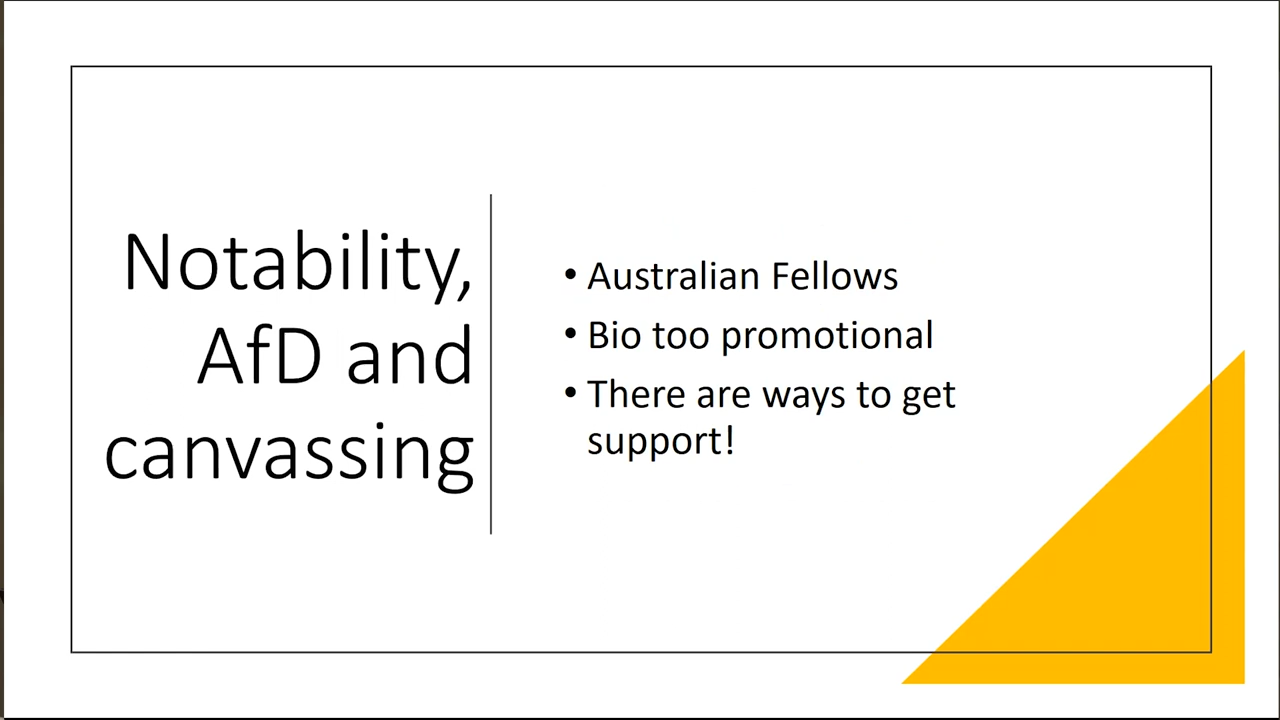 Notability,
AfD and
canvassing
• Australian Fellows
• Bio too promotional
• There are ways to get
support!